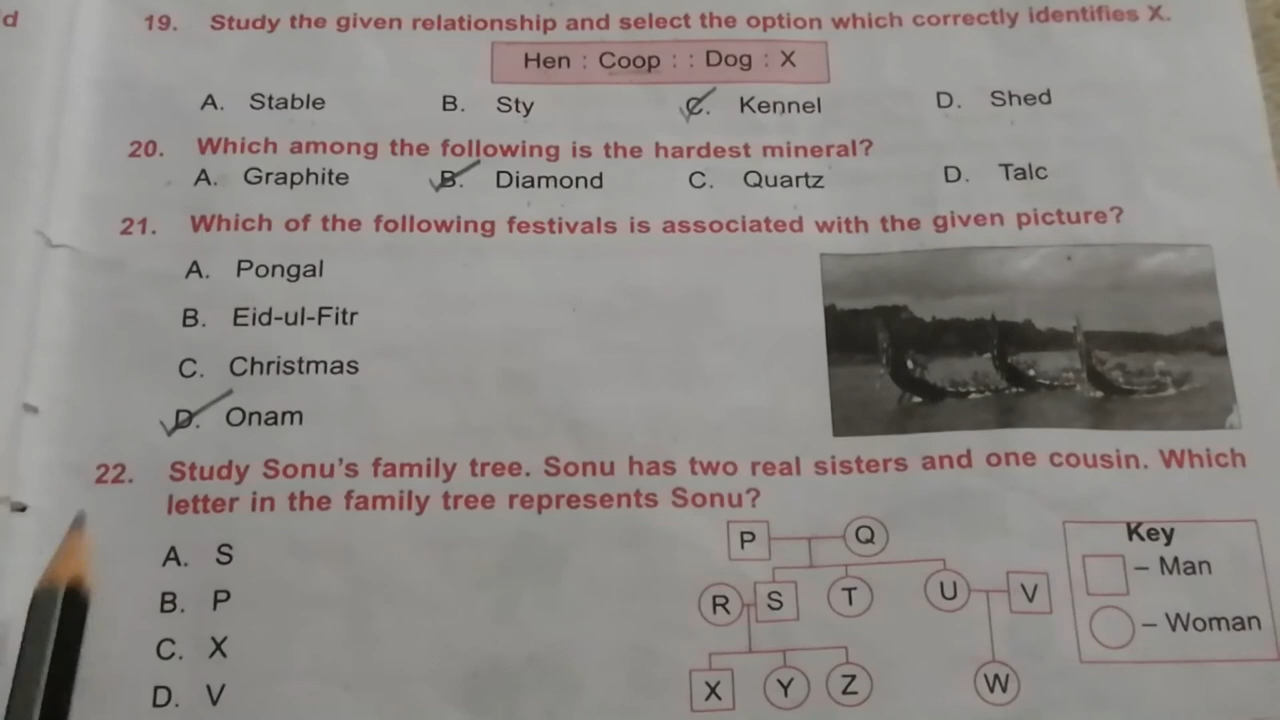 d
19. Study the given relationship and select the option which correctly identifies X.
Hen : Coop : : Dog : X
A. Stable B. Sty C. Kennel D. Shed
20. Which among the following is the hardest mineral?
A. Graphite B. Diamond C. Quartz D. Talc
21. Which of the following festivals is associated with the given picture?
A. Pongal
B. Eid-ul-Fitr
C. Christmas
D. Onam
22. Study Sonu's family tree. Sonu has two real sisters and one cousin. Which
letter in the family tree represents Sonu?
A. S
B. P
C. X
D. V
P Q
R S T U V
X Y Z W
Key
– Man
– Woman